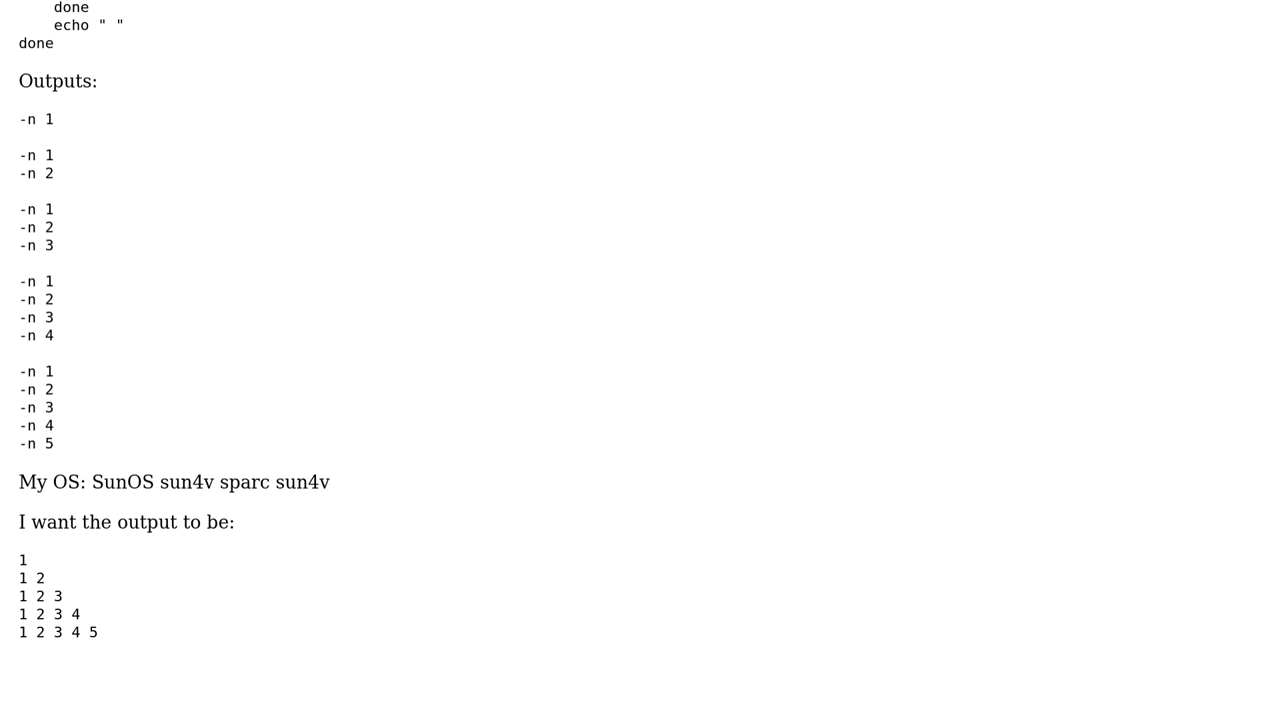 done
    echo " "
done
Outputs:
-n 1

-n 1
-n 2

-n 1
-n 2
-n 3

-n 1
-n 2
-n 3
-n 4

-n 1
-n 2
-n 3
-n 4
-n 5
My OS: SunOS sun4v sparc sun4v
I want the output to be:
1
1 2
1 2 3
1 2 3 4
1 2 3 4 5